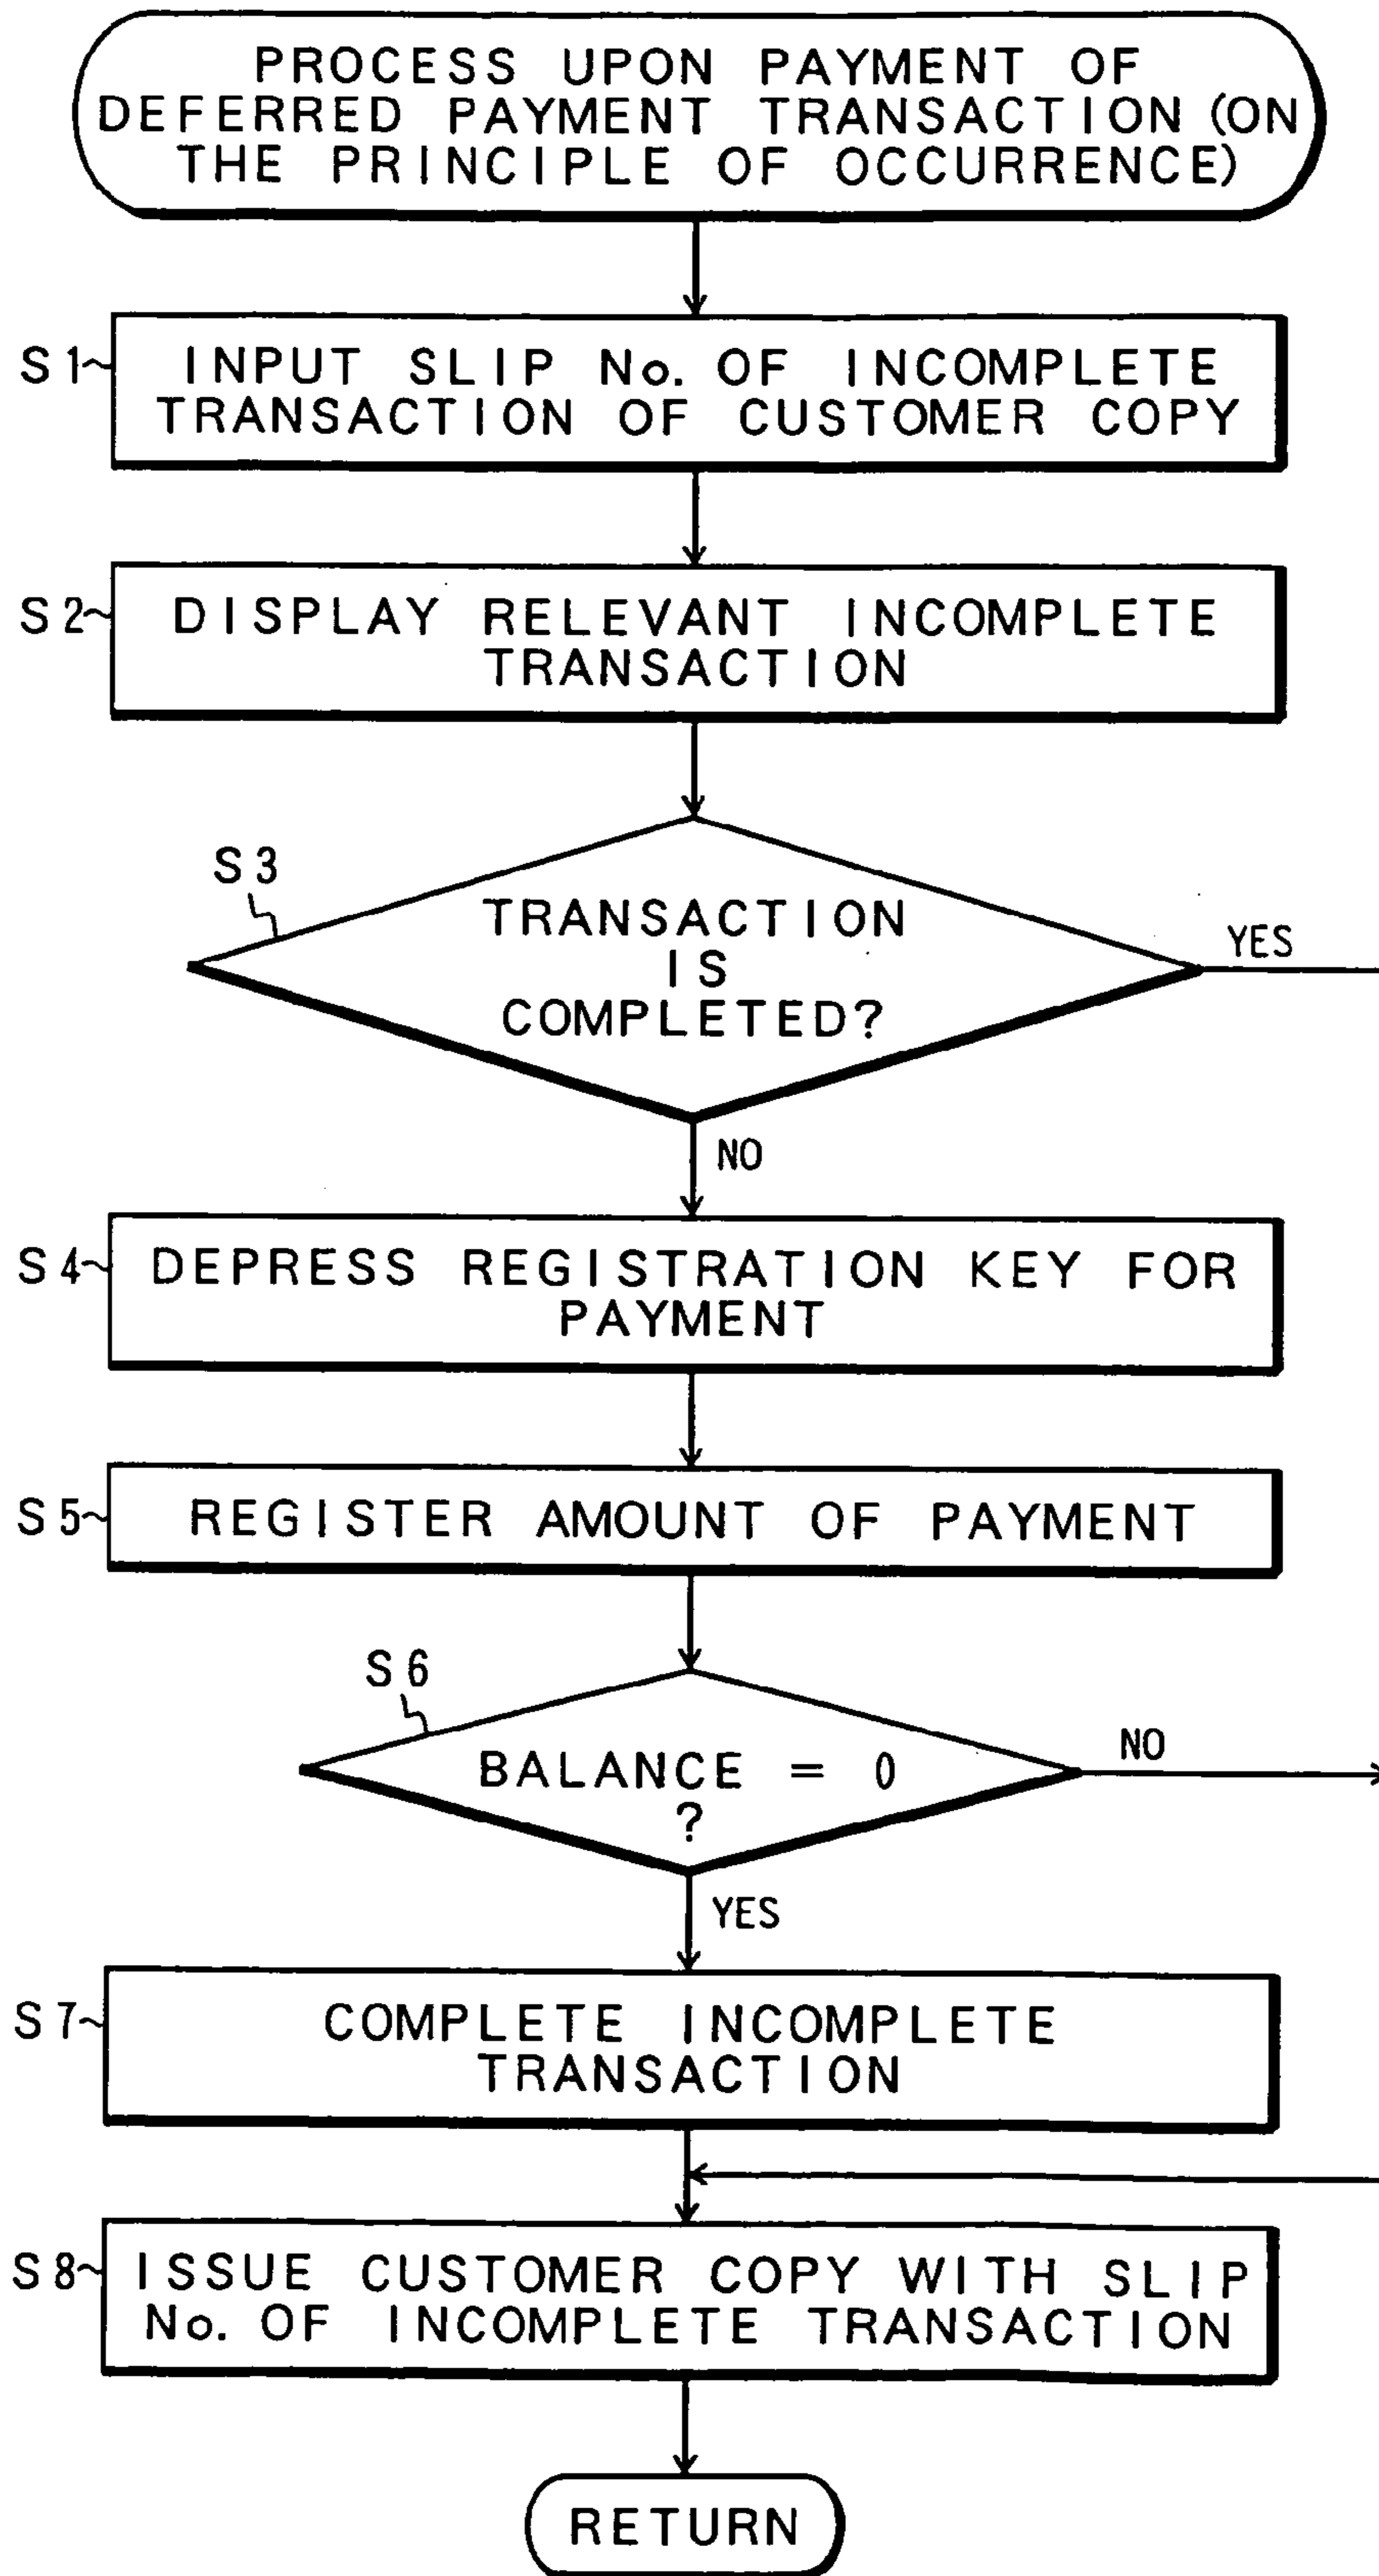 PROCESS UPON PAYMENT OF
DEFERRED PAYMENT TRANSACTION (ON
THE PRINCIPLE OF OCCURRENCE)
S1
INPUT SLIP No. OF INCOMPLETE
TRANSACTION OF CUSTOMER COPY
S2
DISPLAY RELEVANT INCOMPLETE
TRANSACTION
S3
TRANSACTION
IS
COMPLETED?
YES
NO
S4
DEPRESS REGISTRATION KEY FOR
PAYMENT
S5
REGISTER AMOUNT OF PAYMENT
S6
BALANCE = 0
?
NO
YES
S7
COMPLETE INCOMPLETE
TRANSACTION
S8
ISSUE CUSTOMER COPY WITH SLIP
No. OF INCOMPLETE TRANSACTION
RETURN